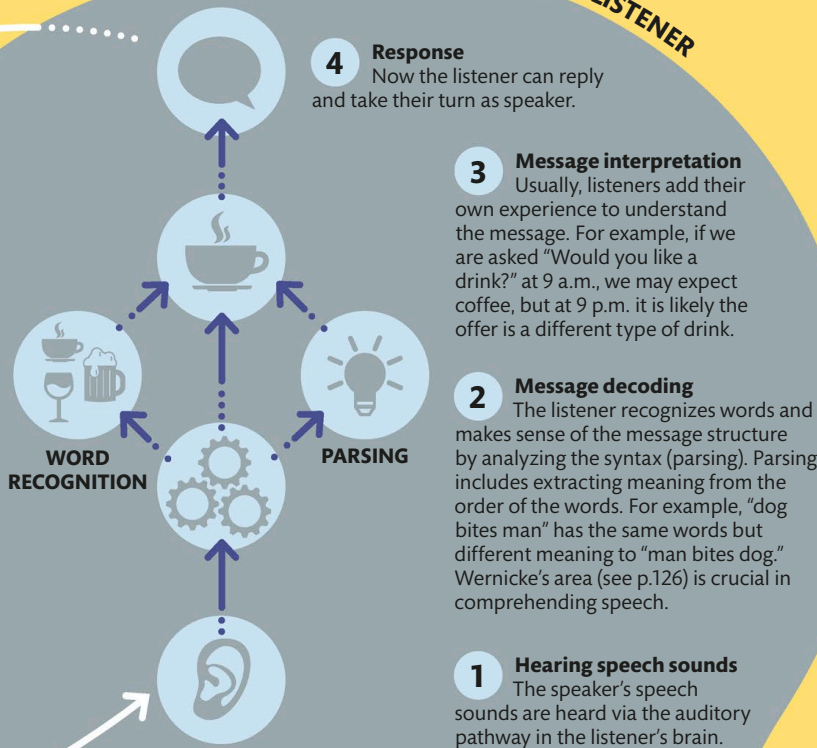 LISTENER
4 Response
Now the listener can reply
and take their turn as speaker.
3 Message interpretation
Usually, listeners add their
own experience to understand
the message. For example, if we
are asked “Would you like a
drink?” at 9 a.m., we may expect
coffee, but at 9 p.m. it is likely the
offer is a different type of drink.
WORD
RECOGNITION
PARSING
2 Message decoding
The listener recognizes words and
makes sense of the message structure
by analyzing the syntax (parsing). Parsing
includes extracting meaning from the
order of the words. For example, “dog
bites man” has the same words but
different meaning to “man bites dog.”
Wernicke’s area (see p.126) is crucial in
comprehending speech.
1 Hearing speech sounds
The speaker’s speech
sounds are heard via the auditory
pathway in the listener’s brain.